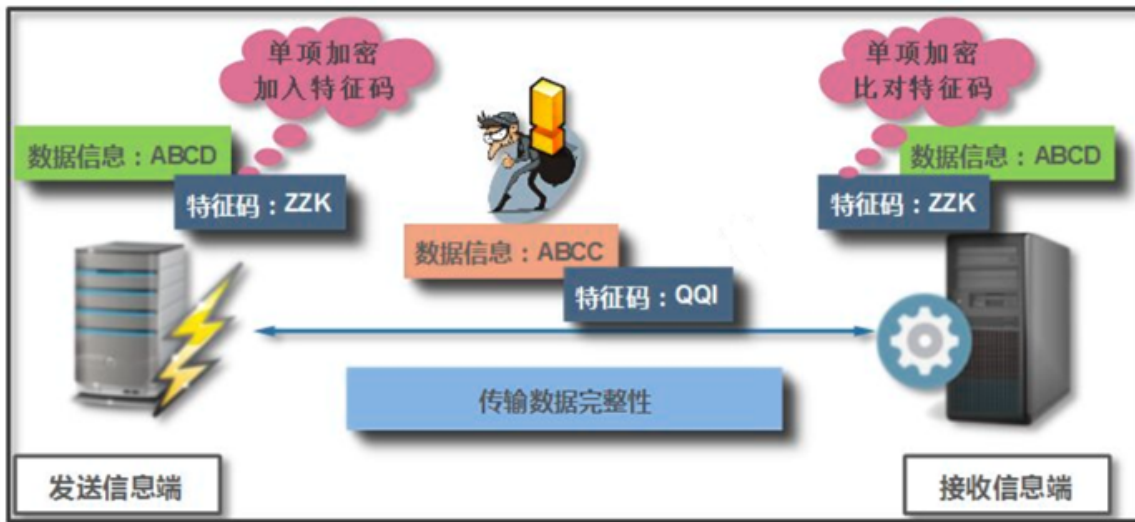 单项加密
加入特征码
单项加密
比对特征码
数据信息：ABCD
数据信息：ABCD
特征码：ZZK
特征码：ZZK
数据信息：ABCC
特征码：QQI
传输数据完整性
发送信息端
接收信息端